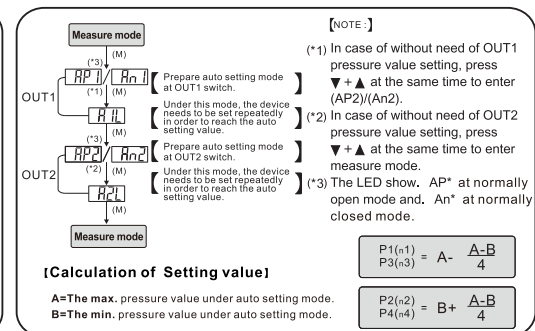 Measure mode
(M)
(*3)
OUT1
AP1 / An1
【Prepare auto setting mode
at OUT1 switch.】
(*1) (M)
A1L
【Under this mode, the device
needs to be set repeatedly
in order to reach the auto
setting value.】
(*3) (M)
OUT2
AP2 / An2
【Prepare auto setting mode
at OUT2 switch.】
(*2) (M)
A2L
【Under this mode, the device
needs to be set repeatedly
in order to reach the auto
setting value.】
(M)
Measure mode
【Calculation of Setting value】
A=The max. pressure value under auto setting mode.
B=The min. pressure value under auto setting mode.
【NOTE:】
(*1) In case of without need of OUT1
pressure value setting, press
▼+▲ at the same time to enter
(AP2)/(An2).
(*2) In case of without need of OUT2
pressure value setting, press
▼+▲ at the same time to enter
measure mode.
(*3) The LED show. AP* at normally
open mode and. An* at normally
closed mode.
P1(n1)
P3(n3) = A- A-B
4
P2(n2)
P4(n4) = B+ A-B
4